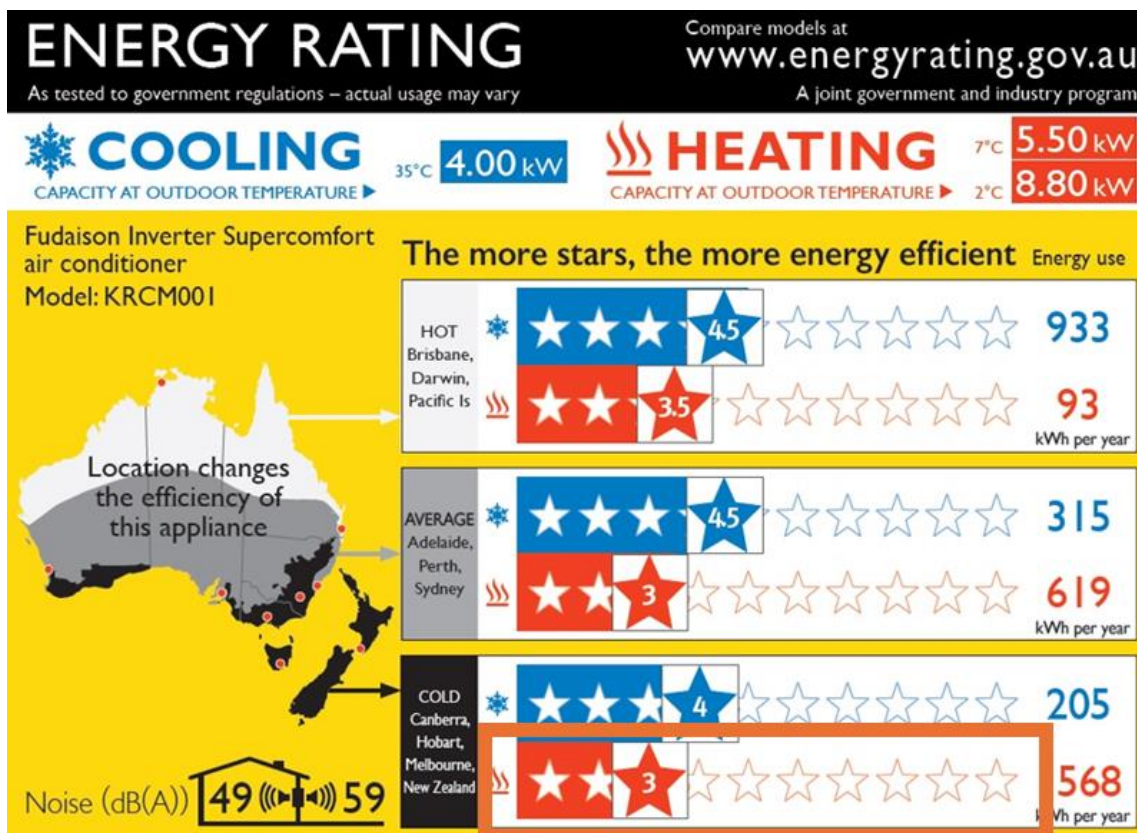 ENERGY RATING
As tested to government regulations – actual usage may vary
Compare models at
www.energyrating.gov.au
A joint government and industry program
COOLING
CAPACITY AT OUTDOOR TEMPERATURE ▶
35°C 4.00 kW
HEATING
CAPACITY AT OUTDOOR TEMPERATURE ▶
7°C 5.50 kW
2°C 8.80 kW
Fudaison Inverter Supercomfort
air conditioner
Model: KRCM001
Location changes
the efficiency of
this appliance
Noise (dB(A)) 49 59
The more stars, the more energy efficient Energy use
HOT
Brisbane,
Darwin,
Pacific Is
4.5 933
3.5 93
kWh per year
AVERAGE
Adelaide,
Perth,
Sydney
4.5 315
3 619
kWh per year
COLD
Canberra,
Hobart,
Melbourne,
New Zealand
4 205
3 568
kWh per year